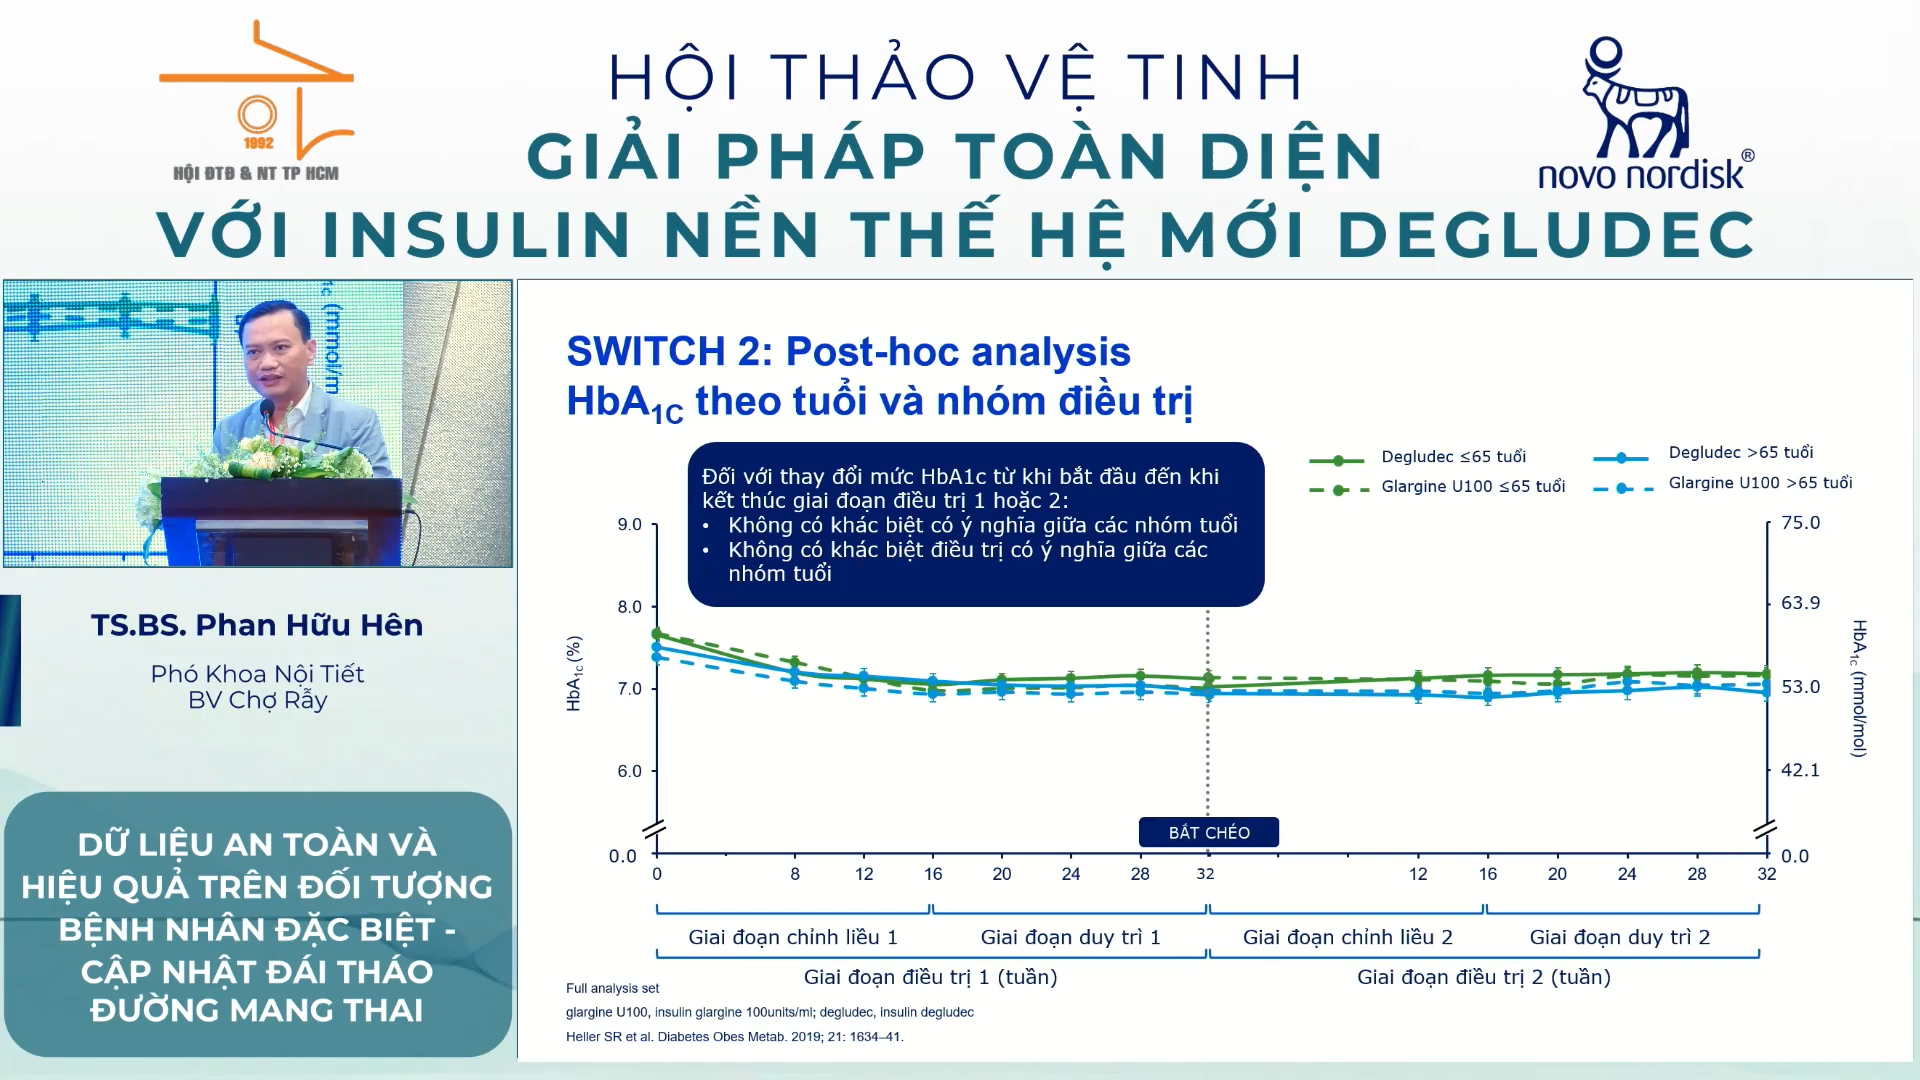 1992
HỘI ĐTĐ & NT TP HCM
HỘI THẢO VỆ TINH
GIẢI PHÁP TOÀN DIỆN
VỚI INSULIN NỀN THẾ HỆ MỚI DEGLUDEC
novo nordisk®
1c (mmol/m
TS.BS. Phan Hữu Hên
Phó Khoa Nội Tiết
BV Chợ Rẫy
DỮ LIỆU AN TOÀN VÀ
HIỆU QUẢ TRÊN ĐỐI TƯỢNG
BỆNH NHÂN ĐẶC BIỆT -
CẬP NHẬT ĐÁI THÁO
ĐƯỜNG MANG THAI
SWITCH 2: Post-hoc analysis
HbA1C theo tuổi và nhóm điều trị
Đối với thay đổi mức HbA1c từ khi bắt đầu đến khi
kết thúc giai đoạn điều trị 1 hoặc 2:
• Không có khác biệt có ý nghĩa giữa các nhóm tuổi
• Không có khác biệt điều trị có ý nghĩa giữa các
nhóm tuổi
Degludec ≤65 tuổi
Degludec >65 tuổi
Glargine U100 ≤65 tuổi
Glargine U100 >65 tuổi
HbA1c (%)
9.0
8.0
7.0
6.0
0.0
75.0
63.9
53.0
42.1
0.0
HbA1c (mmol/mol)
BẮT CHÉO
0 8 12 16 20 24 28 32 12 16 20 24 28 32
Giai đoạn chỉnh liều 1 Giai đoạn duy trì 1 Giai đoạn chỉnh liều 2 Giai đoạn duy trì 2
Giai đoạn điều trị 1 (tuần) Giai đoạn điều trị 2 (tuần)
Full analysis set
glargine U100, insulin glargine 100units/ml; degludec, insulin degludec
Heller SR et al. Diabetes Obes Metab. 2019; 21: 1634–41.